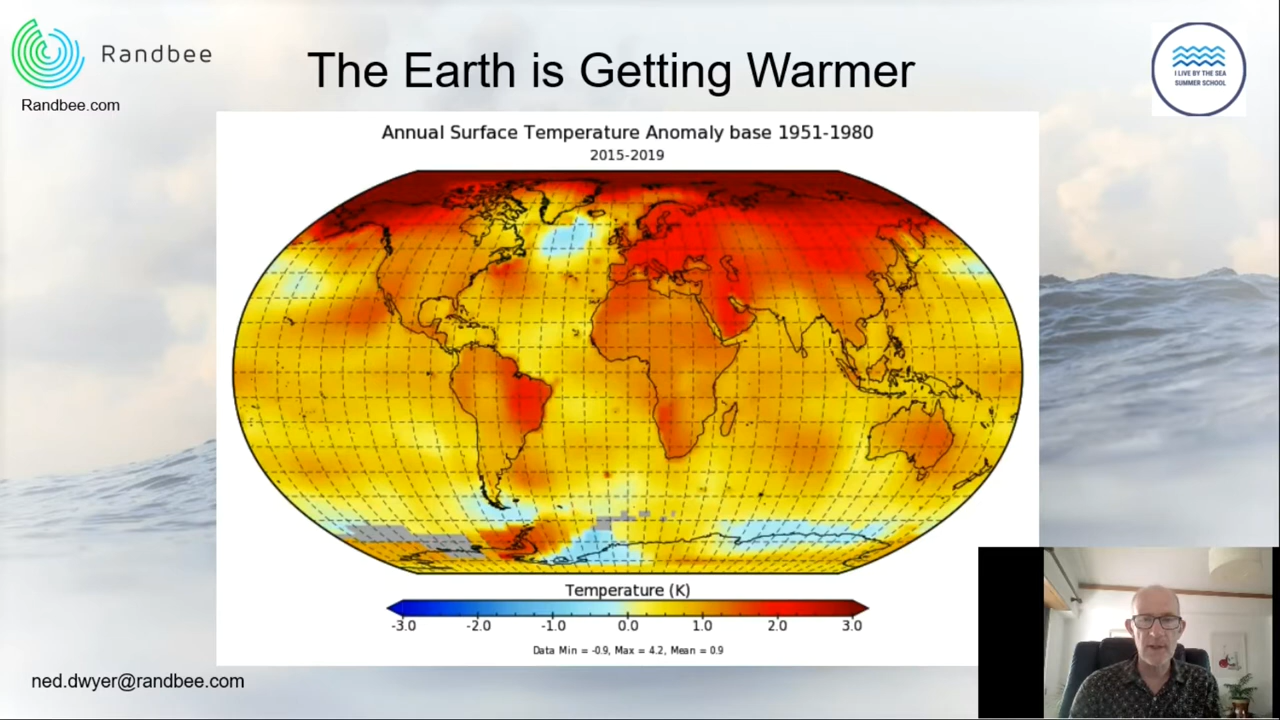 Randbee
Randbee.com
The Earth is Getting Warmer
I LIVE BY THE SEA
SUMMER SCHOOL
Annual Surface Temperature Anomaly base 1951-1980
2015-2019
Temperature (K)
-3.0 -2.0 -1.0 0.0 1.0 2.0 3.0
Data Min = -0.9, Max = 4.2, Mean = 0.9
ned.dwyer@randbee.com